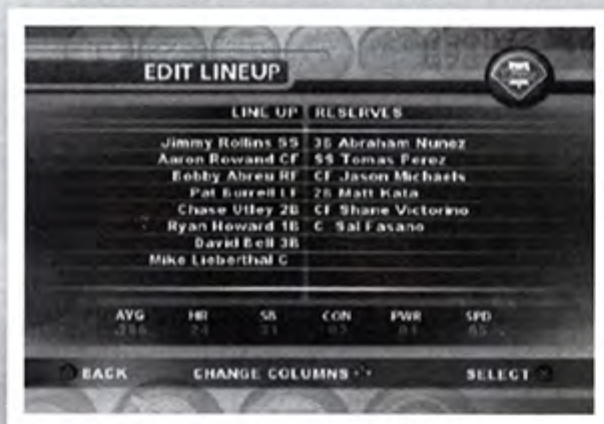 EDIT LINEUP
LINE UP RESERVES
Jimmy Rollins SS 3B Abraham Nunez
Aaron Rowand CF SS Tomas Perez
Bobby Abreu RF CF Jason Michaels
Pat Burrell LF 2B Matt Kata
Chase Utley 2B CF Shane Victorino
Ryan Howard 1B C Sal Fasano
David Bell 3B
Mike Lieberthal C
AVG HR SB CON PWR SPD
BACK CHANGE COLUMNS SELECT